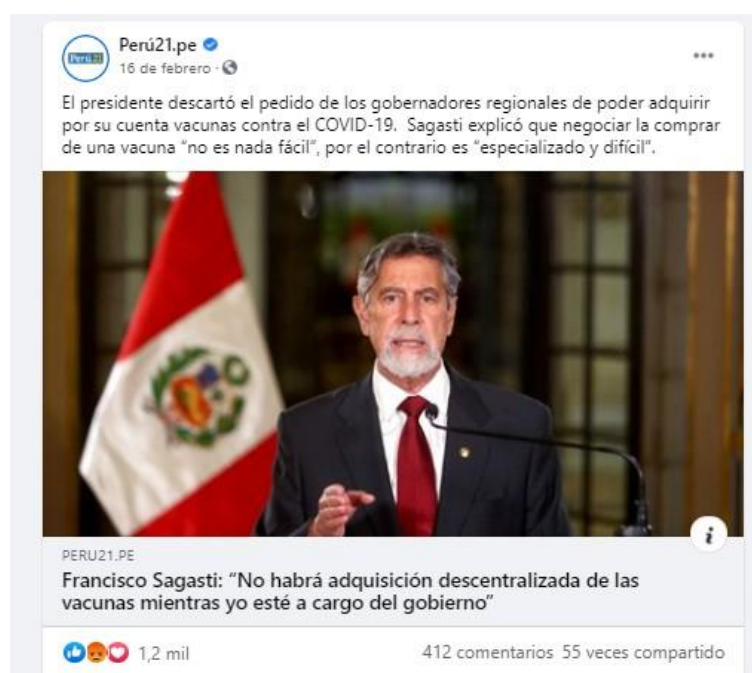 Perú21.pe
Perú21
16 de febrero ·
El presidente descartó el pedido de los gobernadores regionales de poder adquirir
por su cuenta vacunas contra el COVID-19. Sagasti explicó que negociar la comprar
de una vacuna “no es nada fácil”, por el contrario es “especializado y difícil”.
i
PERU21.PE
Francisco Sagasti: “No habrá adquisición descentralizada de las
vacunas mientras yo esté a cargo del gobierno”
1,2 mil 412 comentarios 55 veces compartido